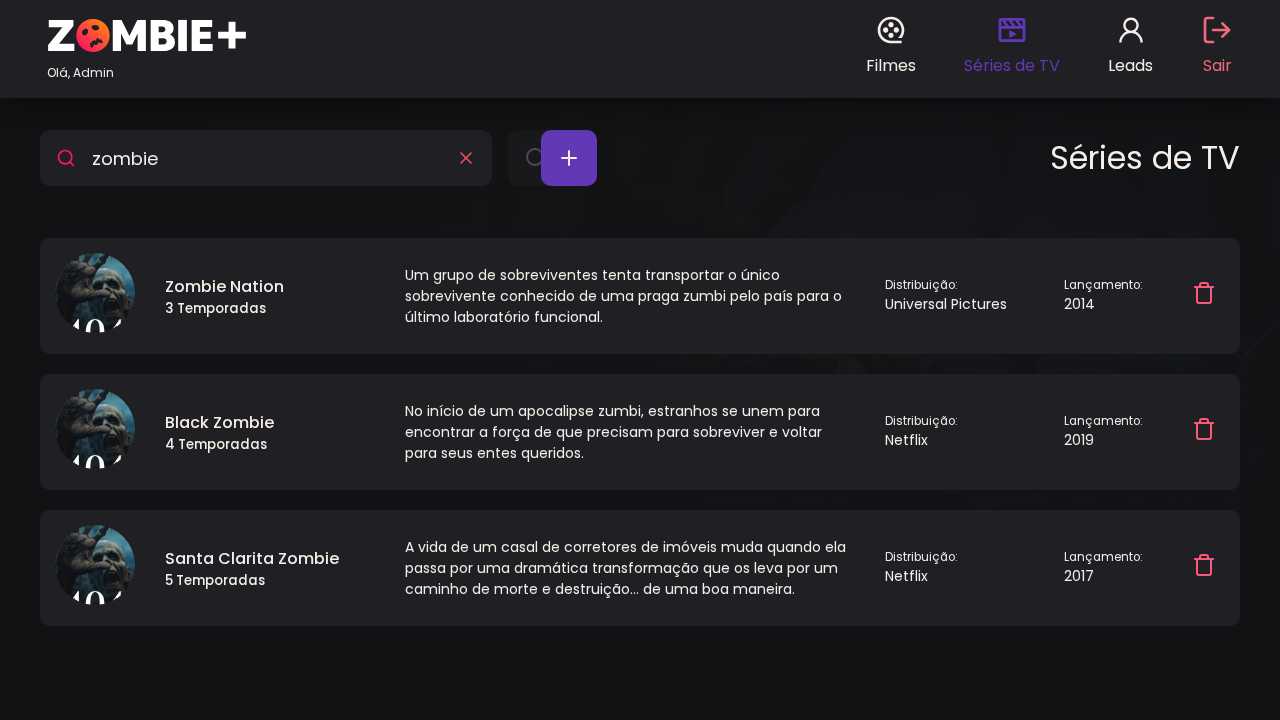 ZOMBIE+
Olá, Admin
Filmes
Séries de TV
Leads
Sair
zombie
Séries de TV
Zombie Nation
3 Temporadas
Um grupo de sobreviventes tenta transportar o único
sobrevivente conhecido de uma praga zumbi pelo país para o
último laboratório funcional.
Distribuição:
Universal Pictures
Lançamento:
2014
Black Zombie
4 Temporadas
No início de um apocalipse zumbi, estranhos se unem para
encontrar a força de que precisam para sobreviver e voltar
para seus entes queridos.
Distribuição:
Netflix
Lançamento:
2019
Santa Clarita Zombie
5 Temporadas
A vida de um casal de corretores de imóveis muda quando ela
passa por uma dramática transformação que os leva por um
caminho de morte e destruição... de uma boa maneira.
Distribuição:
Netflix
Lançamento:
2017